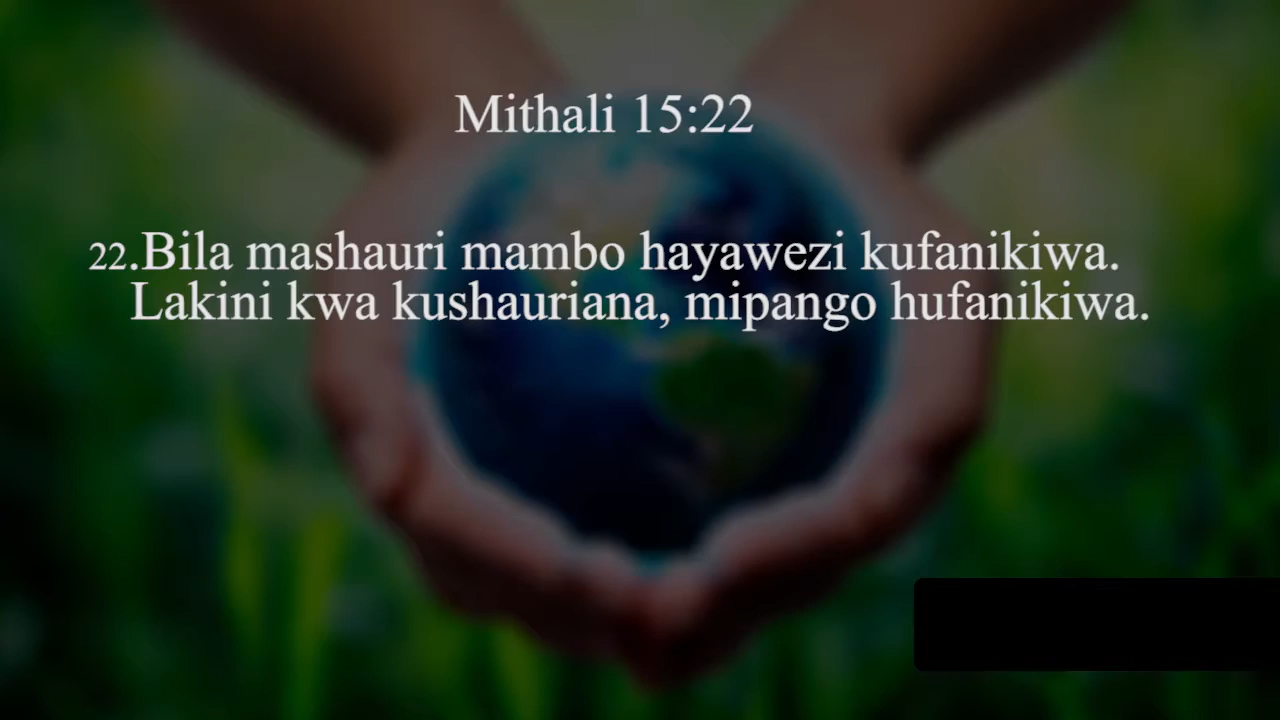 Mithali 15:22
22.Bila mashauri mambo hayawezi kufanikiwa.
Lakini kwa kushauriana, mipango hufanikiwa.